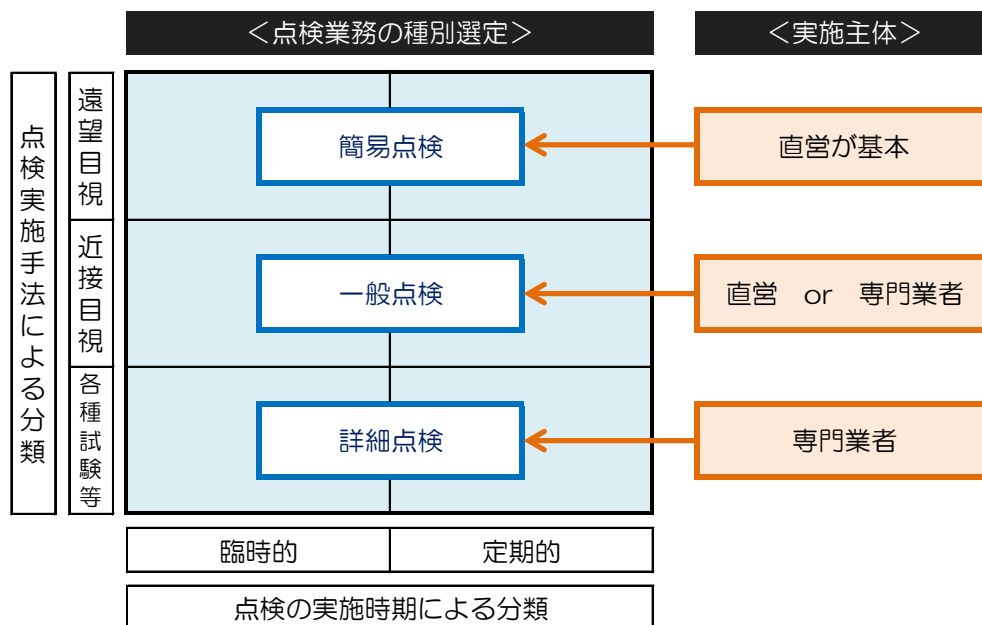 ＜点検業務の種別選定＞
＜実施主体＞
点検実施手法による分類
遠望目視
簡易点検
直営が基本
近接目視
一般点検
直営　or　専門業者
各種試験等
詳細点検
専門業者
臨時的
定期的
点検の実施時期による分類